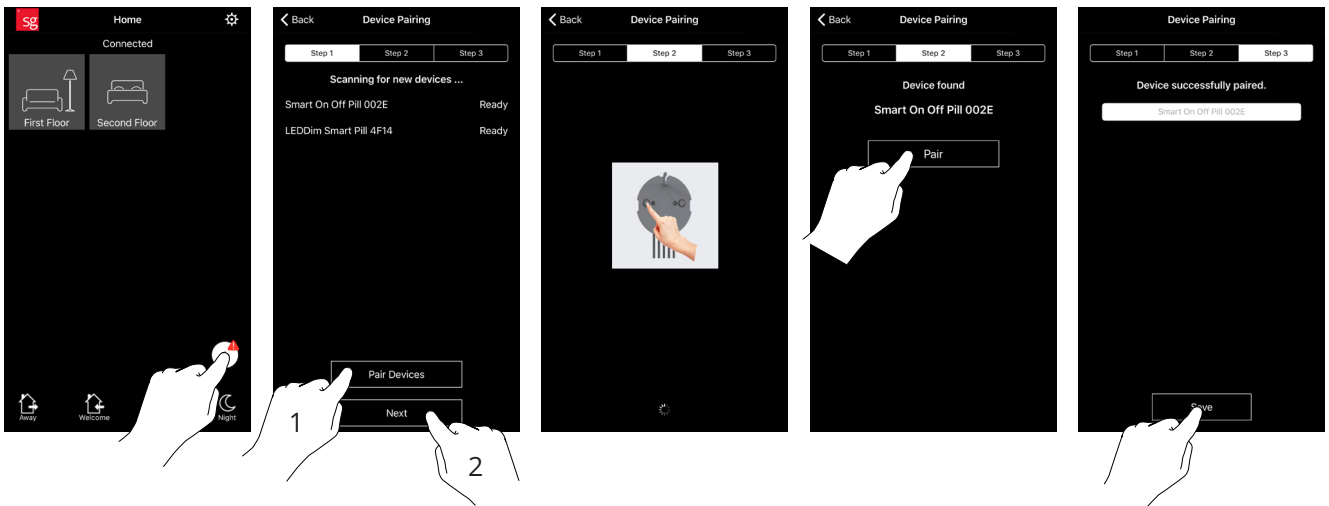 sg
Home
Connected
First Floor
Second Floor
Away
Welcome
Night
Back
Device Pairing
Step 1
Step 2
Step 3
Scanning for new devices ...
Smart On Off Pill 002E
Ready
LEDDim Smart Pill 4F14
Ready
Pair Devices
Next
1
2
Back
Device Pairing
Step 1
Step 2
Step 3
Back
Device Pairing
Step 1
Step 2
Step 3
Device found
Smart On Off Pill 002E
Pair
Device Pairing
Step 1
Step 2
Step 3
Device successfully paired.
Smart On Off Pill 002E
Save